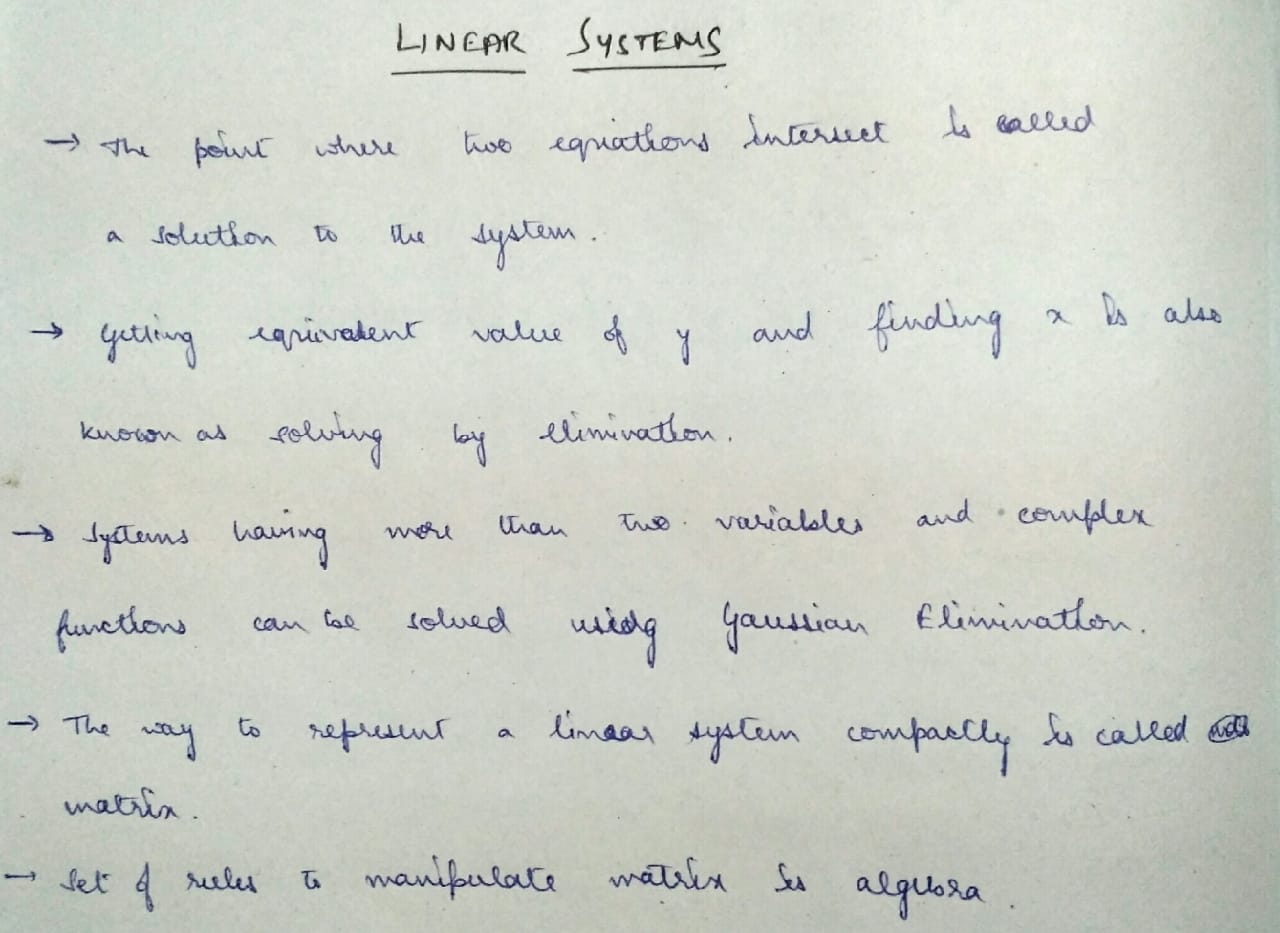 LINEAR SYSTEMS
→ The point where two equations intersect is called
a solution to the system.
→ Getting equivalent value of y and finding x is also
known as solving by elimination.
→ Systems having more than two variables and complex
functions can be solved using Gaussian Elimination.
→ The way to represent a linear system compactly is called
matrix.
→ Set of rules to manipulate matrix is algebra.